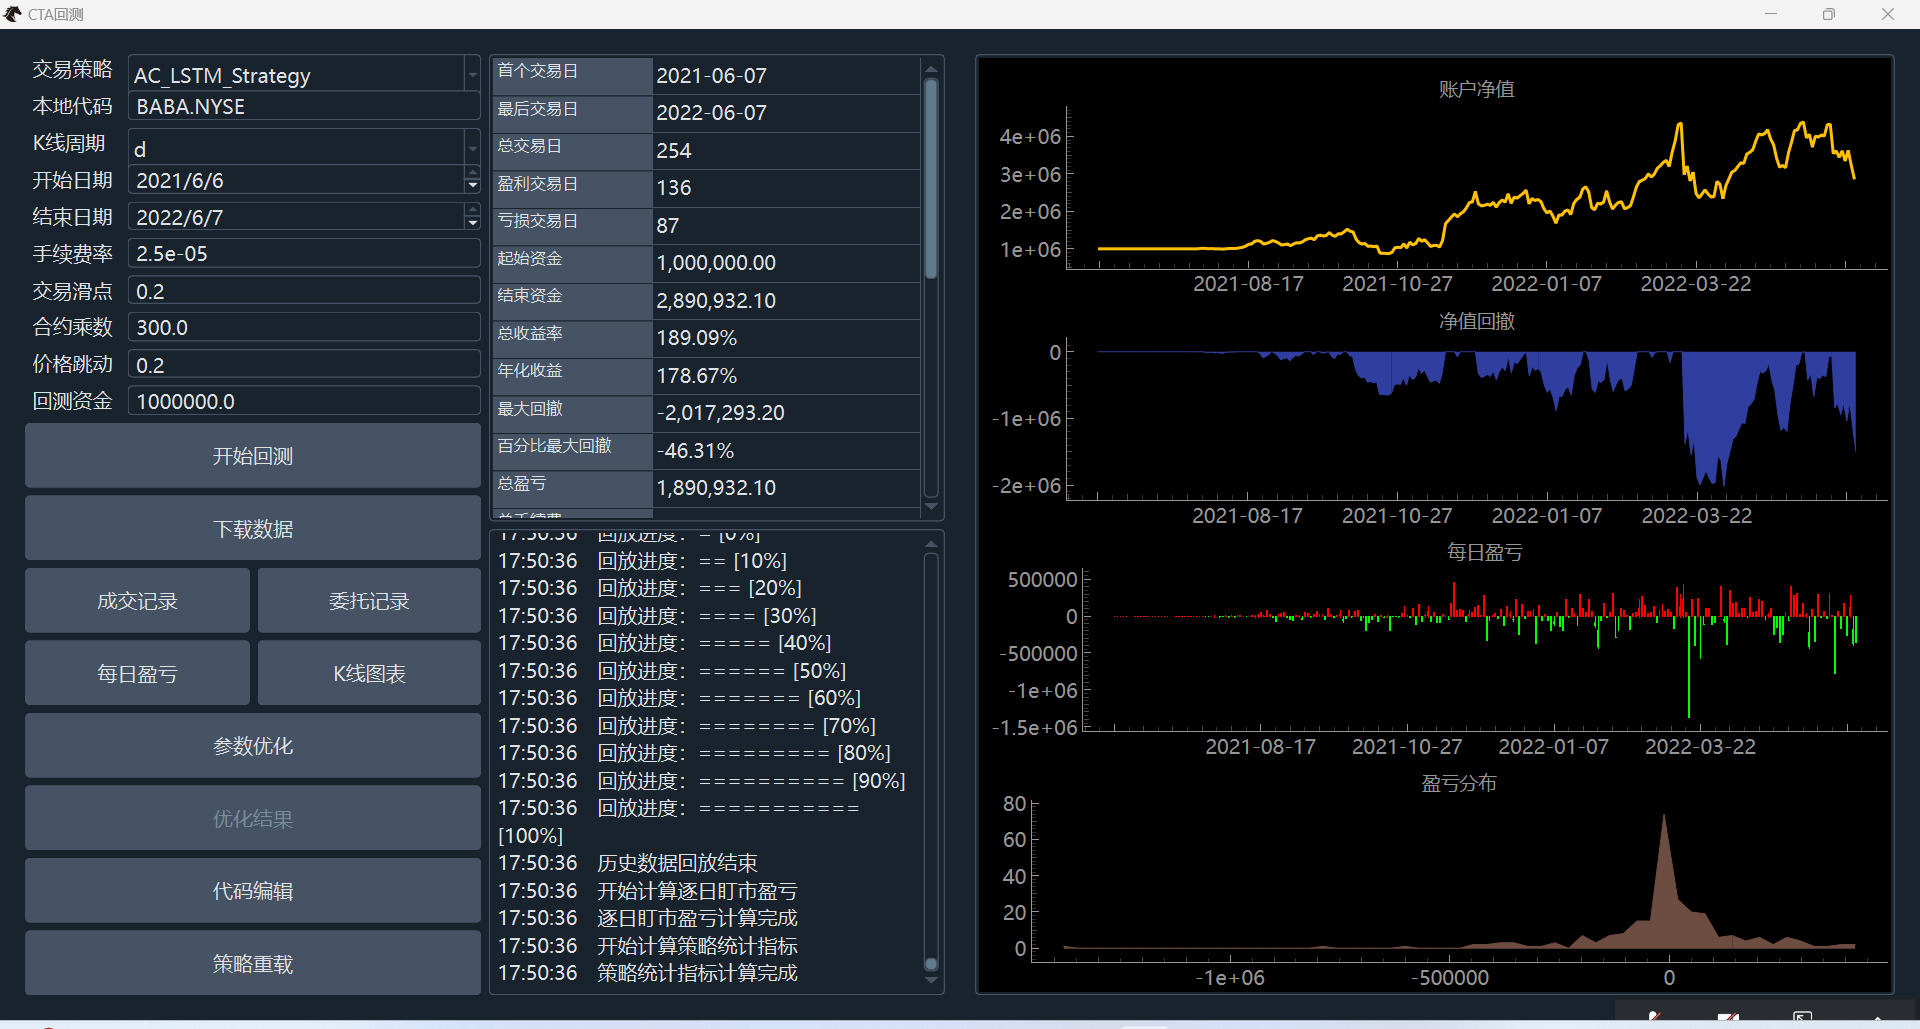 CTA回测
交易策略 AC_LSTM_Strategy
本地代码 BABA.NYSE
K线周期 d
开始日期 2021/6/6
结束日期 2022/6/7
手续费率 2.5e-05
交易滑点 0.2
合约乘数 300.0
价格跳动 0.2
回测资金 1000000.0
开始回测
下载数据
成交记录 委托记录
每日盈亏 K线图表
参数优化
优化结果
代码编辑
策略重载
首个交易日 2021-06-07
最后交易日 2022-06-07
总交易日 254
盈利交易日 136
亏损交易日 87
起始资金 1,000,000.00
结束资金 2,890,932.10
总收益率 189.09%
年化收益 178.67%
最大回撤 -2,017,293.20
百分比最大回撤 -46.31%
总盈亏 1,890,932.10
总手续费
17:50:36 回放进度： = [0%]
17:50:36 回放进度： == [10%]
17:50:36 回放进度： === [20%]
17:50:36 回放进度： ==== [30%]
17:50:36 回放进度： ===== [40%]
17:50:36 回放进度： ====== [50%]
17:50:36 回放进度： ======= [60%]
17:50:36 回放进度： ======== [70%]
17:50:36 回放进度： ========= [80%]
17:50:36 回放进度： ========== [90%]
17:50:36 回放进度： ===========
[100%]
17:50:36 历史数据回放结束
17:50:36 开始计算逐日盯市盈亏
17:50:36 逐日盯市盈亏计算完成
17:50:36 开始计算策略统计指标
17:50:36 策略统计指标计算完成
账户净值
4e+06
3e+06
2e+06
1e+06
2021-08-17 2021-10-27 2022-01-07 2022-03-22
净值回撤
0
-1e+06
-2e+06
2021-08-17 2021-10-27 2022-01-07 2022-03-22
每日盈亏
500000
0
-500000
-1e+06
-1.5e+06
2021-08-17 2021-10-27 2022-01-07 2022-03-22
盈亏分布
80
60
40
20
0
-1e+06 -500000 0